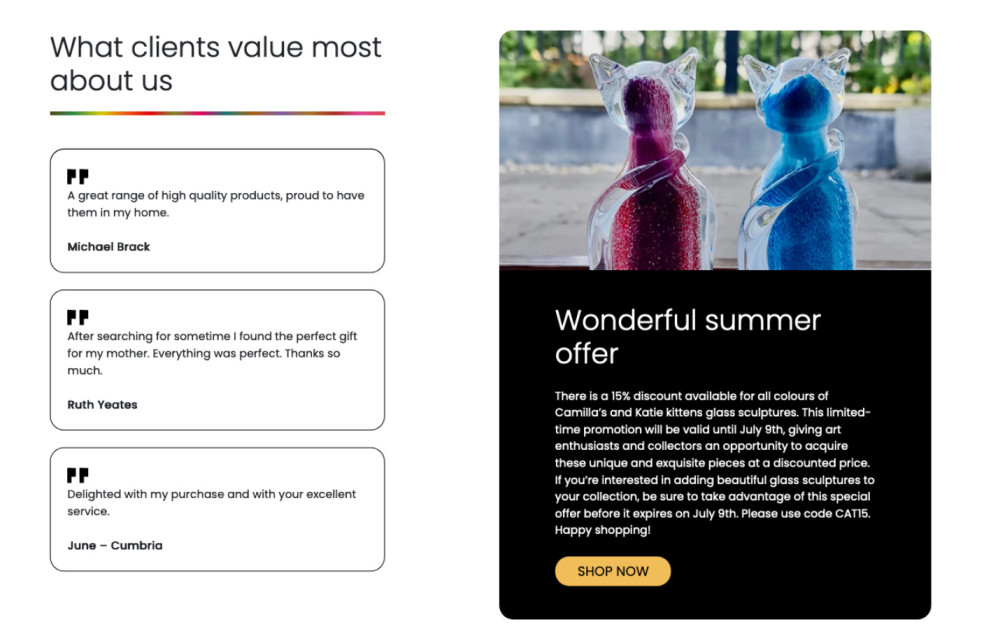 What clients value most
about us
A great range of high quality products, proud to have
them in my home.
Michael Brack
After searching for sometime I found the perfect gift
for my mother. Everything was perfect. Thanks so
much.
Ruth Yeates
Delighted with my purchase and with your excellent
service.
June – Cumbria
Wonderful summer
offer
There is a 15% discount available for all colours of
Camilla's and Katie kittens glass sculptures. This limited-
time promotion will be valid until July 9th, giving art
enthusiasts and collectors an opportunity to acquire
these unique and exquisite pieces at a discounted price.
If you're interested in adding beautiful glass sculptures to
your collection, be sure to take advantage of this special
offer before it expires on July 9th. Please use code CAT15.
Happy shopping!
SHOP NOW